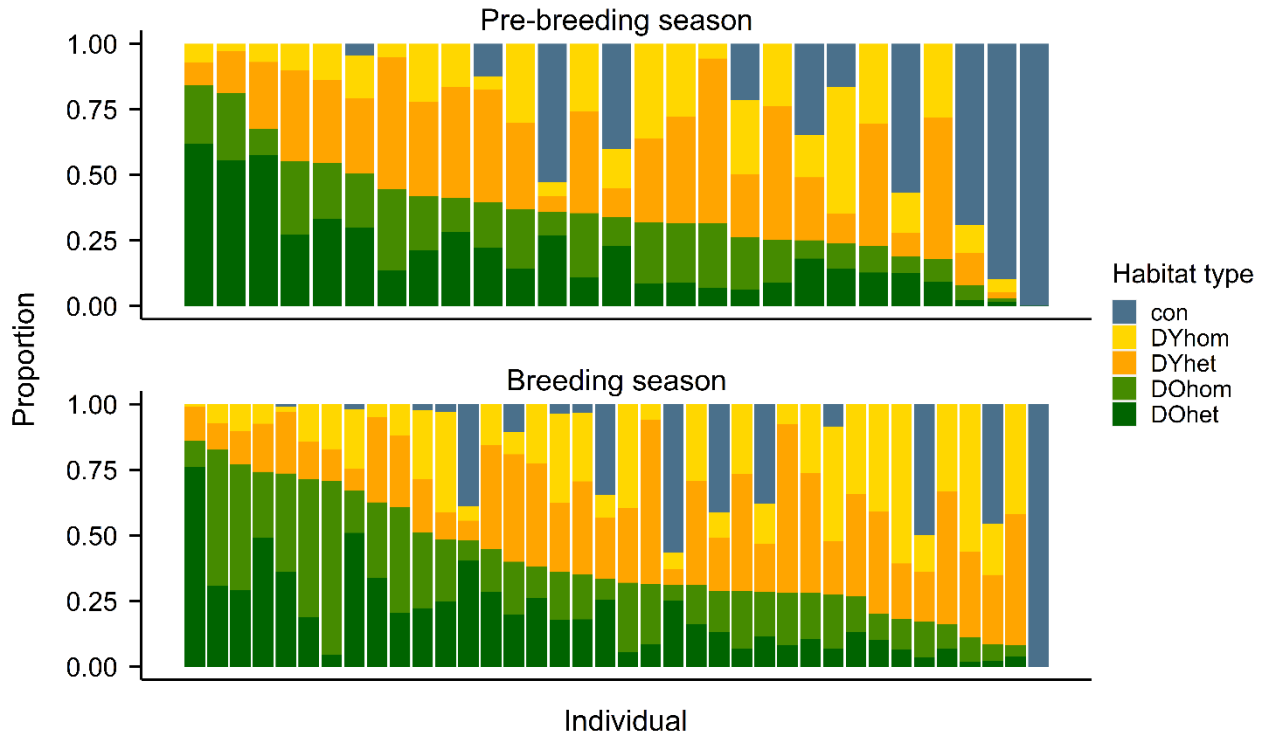 Pre-breeding season
1.00
0.75
0.50
0.25
0.00
Breeding season
1.00
0.75
0.50
0.25
0.00
Proportion
Individual
Habitat type
con
DYhom
DYhet
DOhom
DOhet